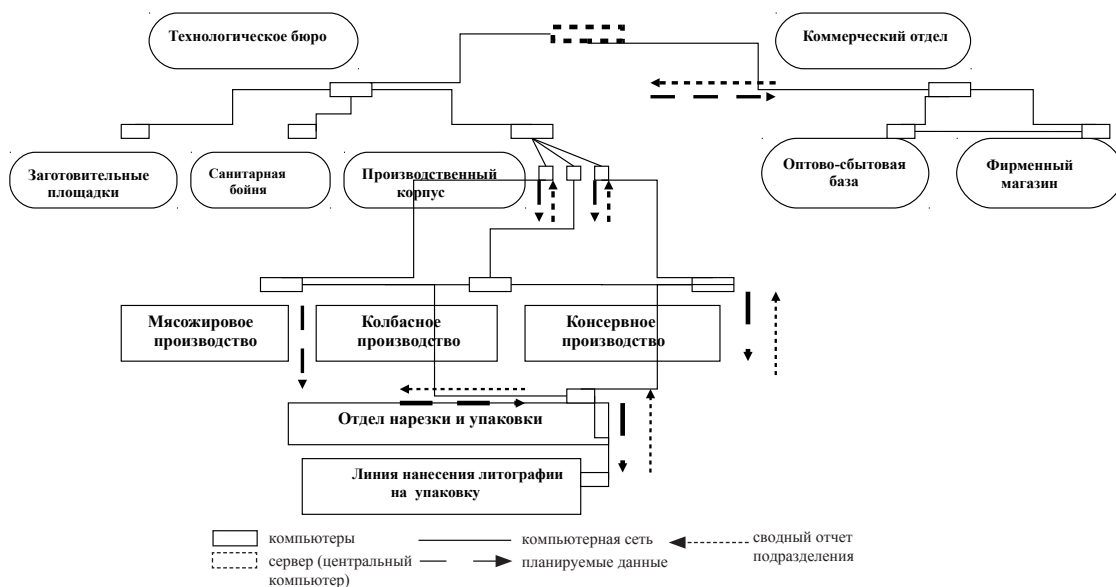 Технологическое бюро
Коммерческий отдел
Заготовительные
площадки
Санитарная
бойня
Производственный
корпус
Оптово-сбытовая
база
Фирменный
магазин
Мясожировое
производство
Колбасное
производство
Консервное
производство
Отдел нарезки и упаковки
Линия нанесения литографии
на упаковку
компьютеры
компьютерная сеть
сводный отчет
подразделения
сервер (центральный
компьютер)
планируемые данные